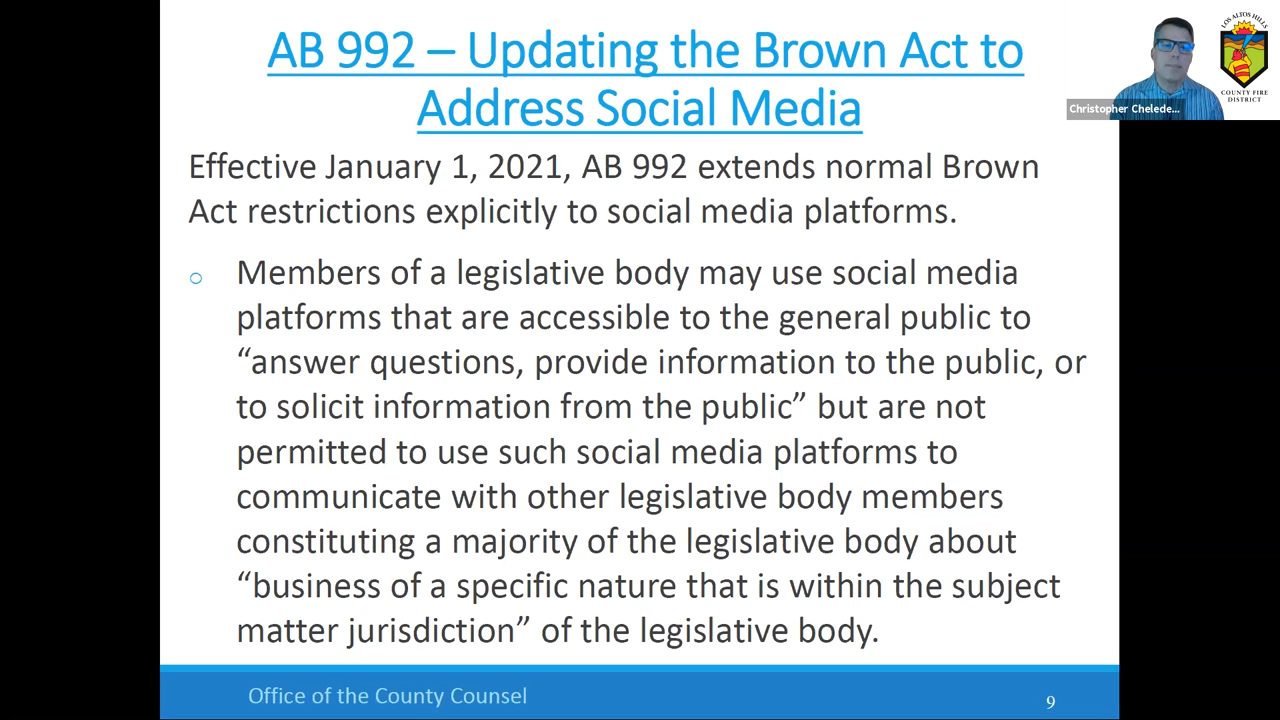 AB 992 – Updating the Brown Act to
Address Social Media
Effective January 1, 2021, AB 992 extends normal Brown
Act restrictions explicitly to social media platforms.
Members of a legislative body may use social media
platforms that are accessible to the general public to
“answer questions, provide information to the public, or
to solicit information from the public” but are not
permitted to use such social media platforms to
communicate with other legislative body members
constituting a majority of the legislative body about
“business of a specific nature that is within the subject
matter jurisdiction” of the legislative body.
Office of the County Counsel
9
Christopher Chelede...
LOS ALTOS HILLS
COUNTY FIRE
DISTRICT